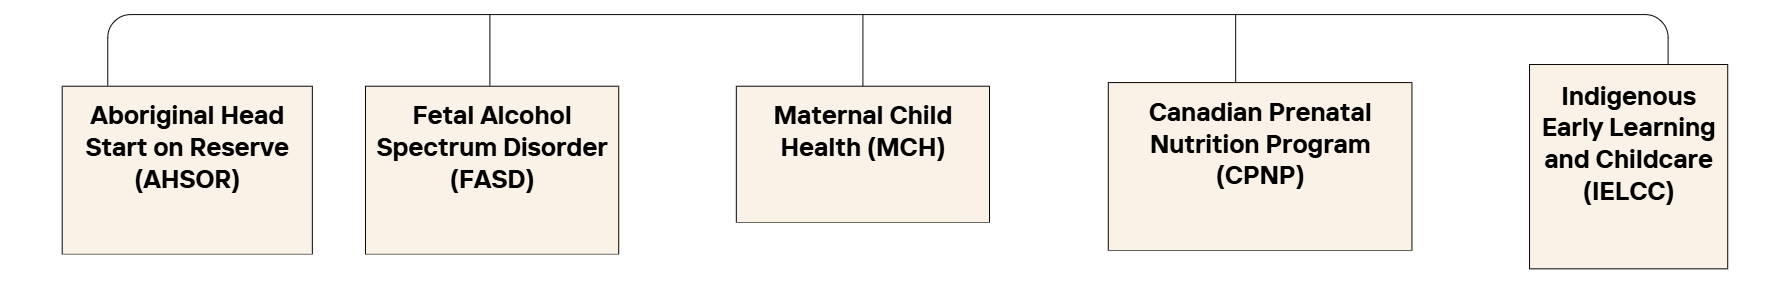 Aboriginal Head
Start on Reserve
(AHSOR)
Fetal Alcohol
Spectrum Disorder
(FASD)
Maternal Child
Health (MCH)
Canadian Prenatal
Nutrition Program
(CPNP)
Indigenous
Early Learning
and Childcare
(IELCC)